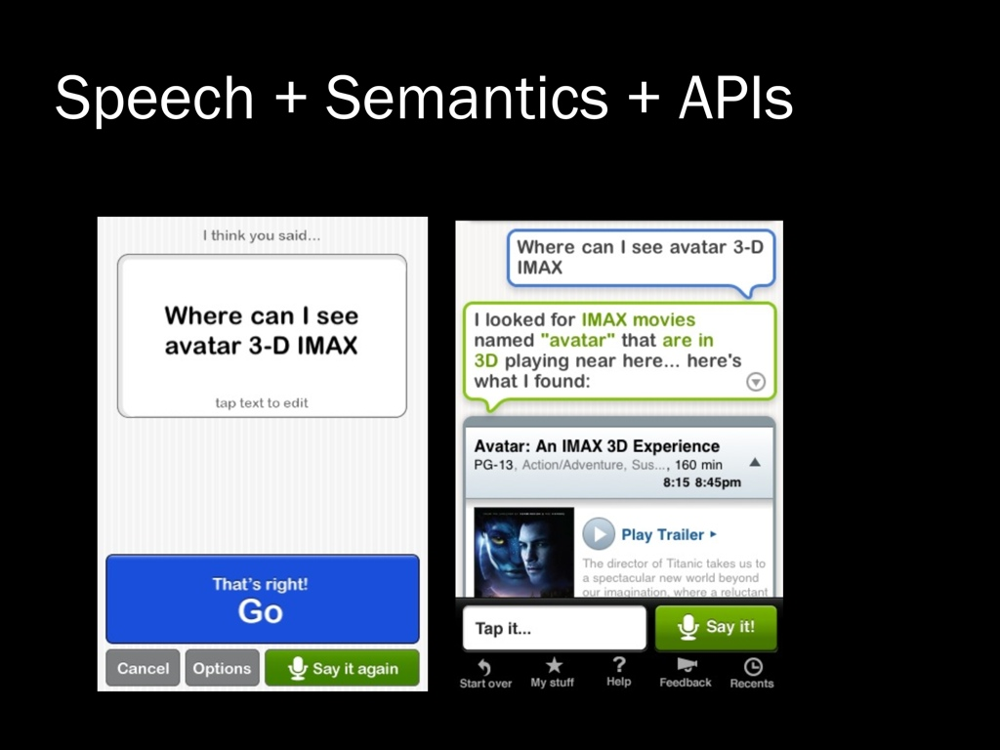 Speech + Semantics + APIs
I think you said...
Where can I see
avatar 3-D IMAX
tap text to edit
That's right!
Go
Cancel
Options
Say it again
Where can I see avatar 3-D
IMAX
I looked for IMAX movies
named "avatar" that are in
3D playing near here... here's
what I found:
Avatar: An IMAX 3D Experience
PG-13, Action/Adventure, Sus..., 160 min
8:15 8:45pm
Play Trailer
The director of Titanic takes us to
a spectacular new world beyond
our imagination, where a reluctant
Tap it...
Say it!
Start over
My stuff
Help
Feedback
Recents